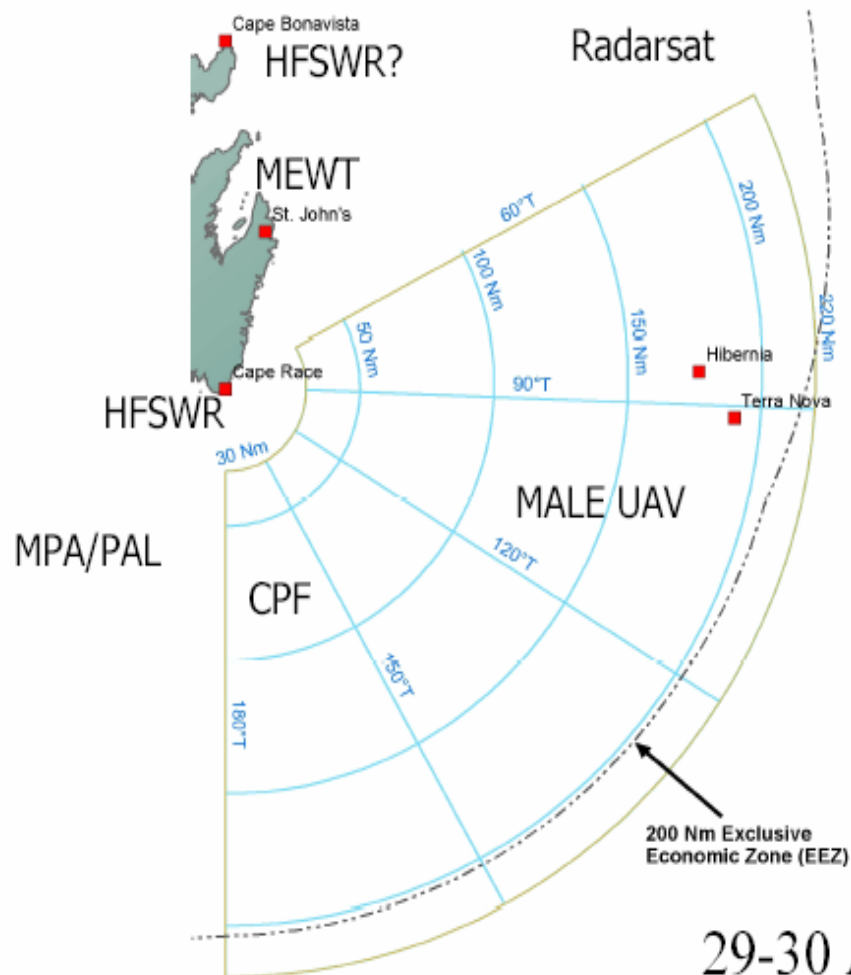 Cape Bonavista
HFSWR?
Radarsat
MEWT
St. John's
60°T
200 Nm
100 Nm
150 Nm
50 Nm
220 Nm
Hibernia
Cape Race
90°T
Terra Nova
HFSWR
30 Nm
MALE UAV
MPA/PAL
120°T
CPF
150°T
180°T
200 Nm Exclusive
Economic Zone (EEZ)
29-30